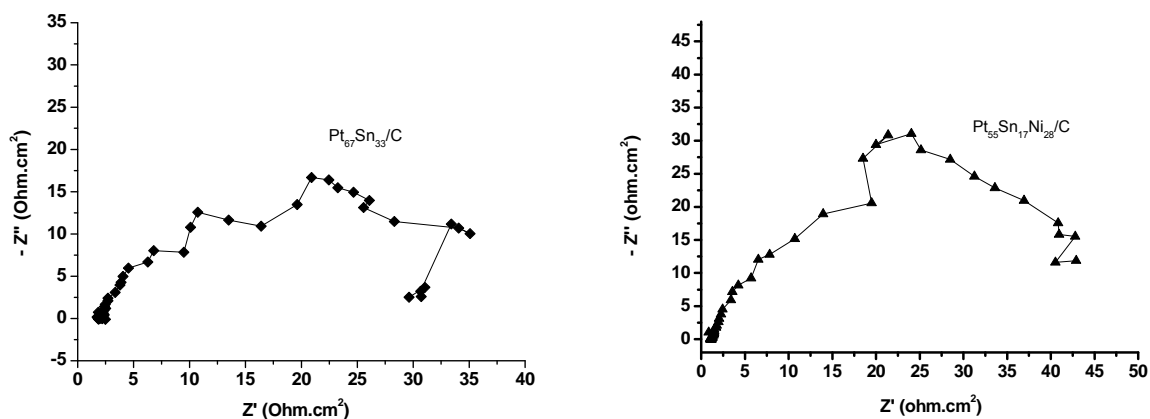 35
30
25
20
15
10
5
0
-5
- Z'' (Ohm.cm²)
Pt₆₇Sn₃₃/C
0 5 10 15 20 25 30 35 40
Z' (Ohm.cm²)
45
40
35
30
25
20
15
10
5
0
- Z'' (ohm.cm²)
Pt₅₅Sn₁₇Ni₂₈/C
0 5 10 15 20 25 30 35 40 45 50
Z' (ohm.cm²)